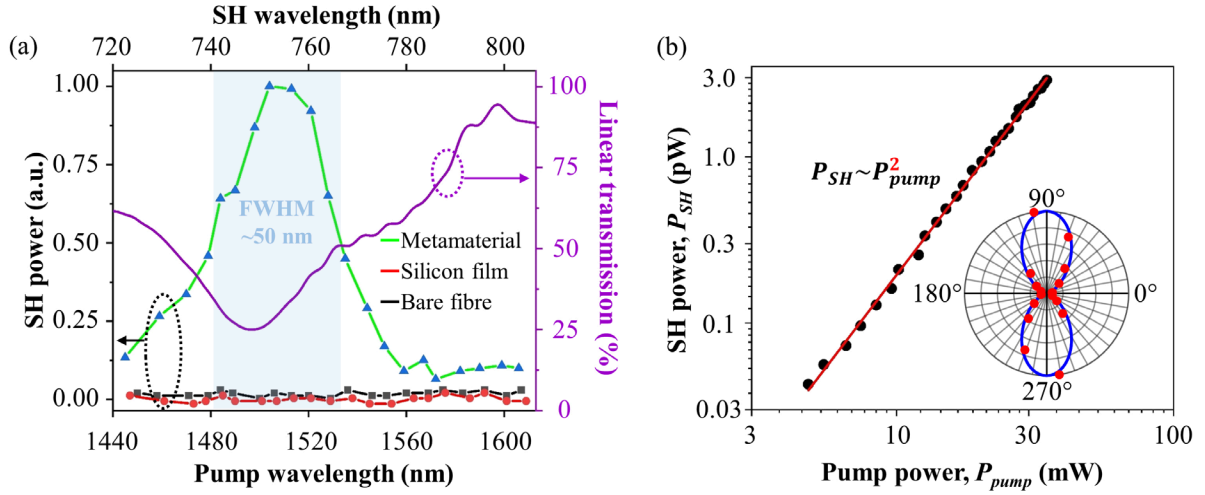 (a)
SH wavelength (nm)
720 740 760 780 800
SH power (a.u.)
1.00
0.75
0.50
0.25
0.00
FWHM
~50 nm
Metamaterial
Silicon film
Bare fibre
100
75
50
25
0
Linear transmission (%)
1440 1480 1520 1560 1600
Pump wavelength (nm)
(b)
SH power, P_SH (pW)
3.0
1.0
0.3
0.1
0.03
P_SH~P²_pump
90°
180°
0°
270°
3 10 30 100
Pump power, P_pump (mW)